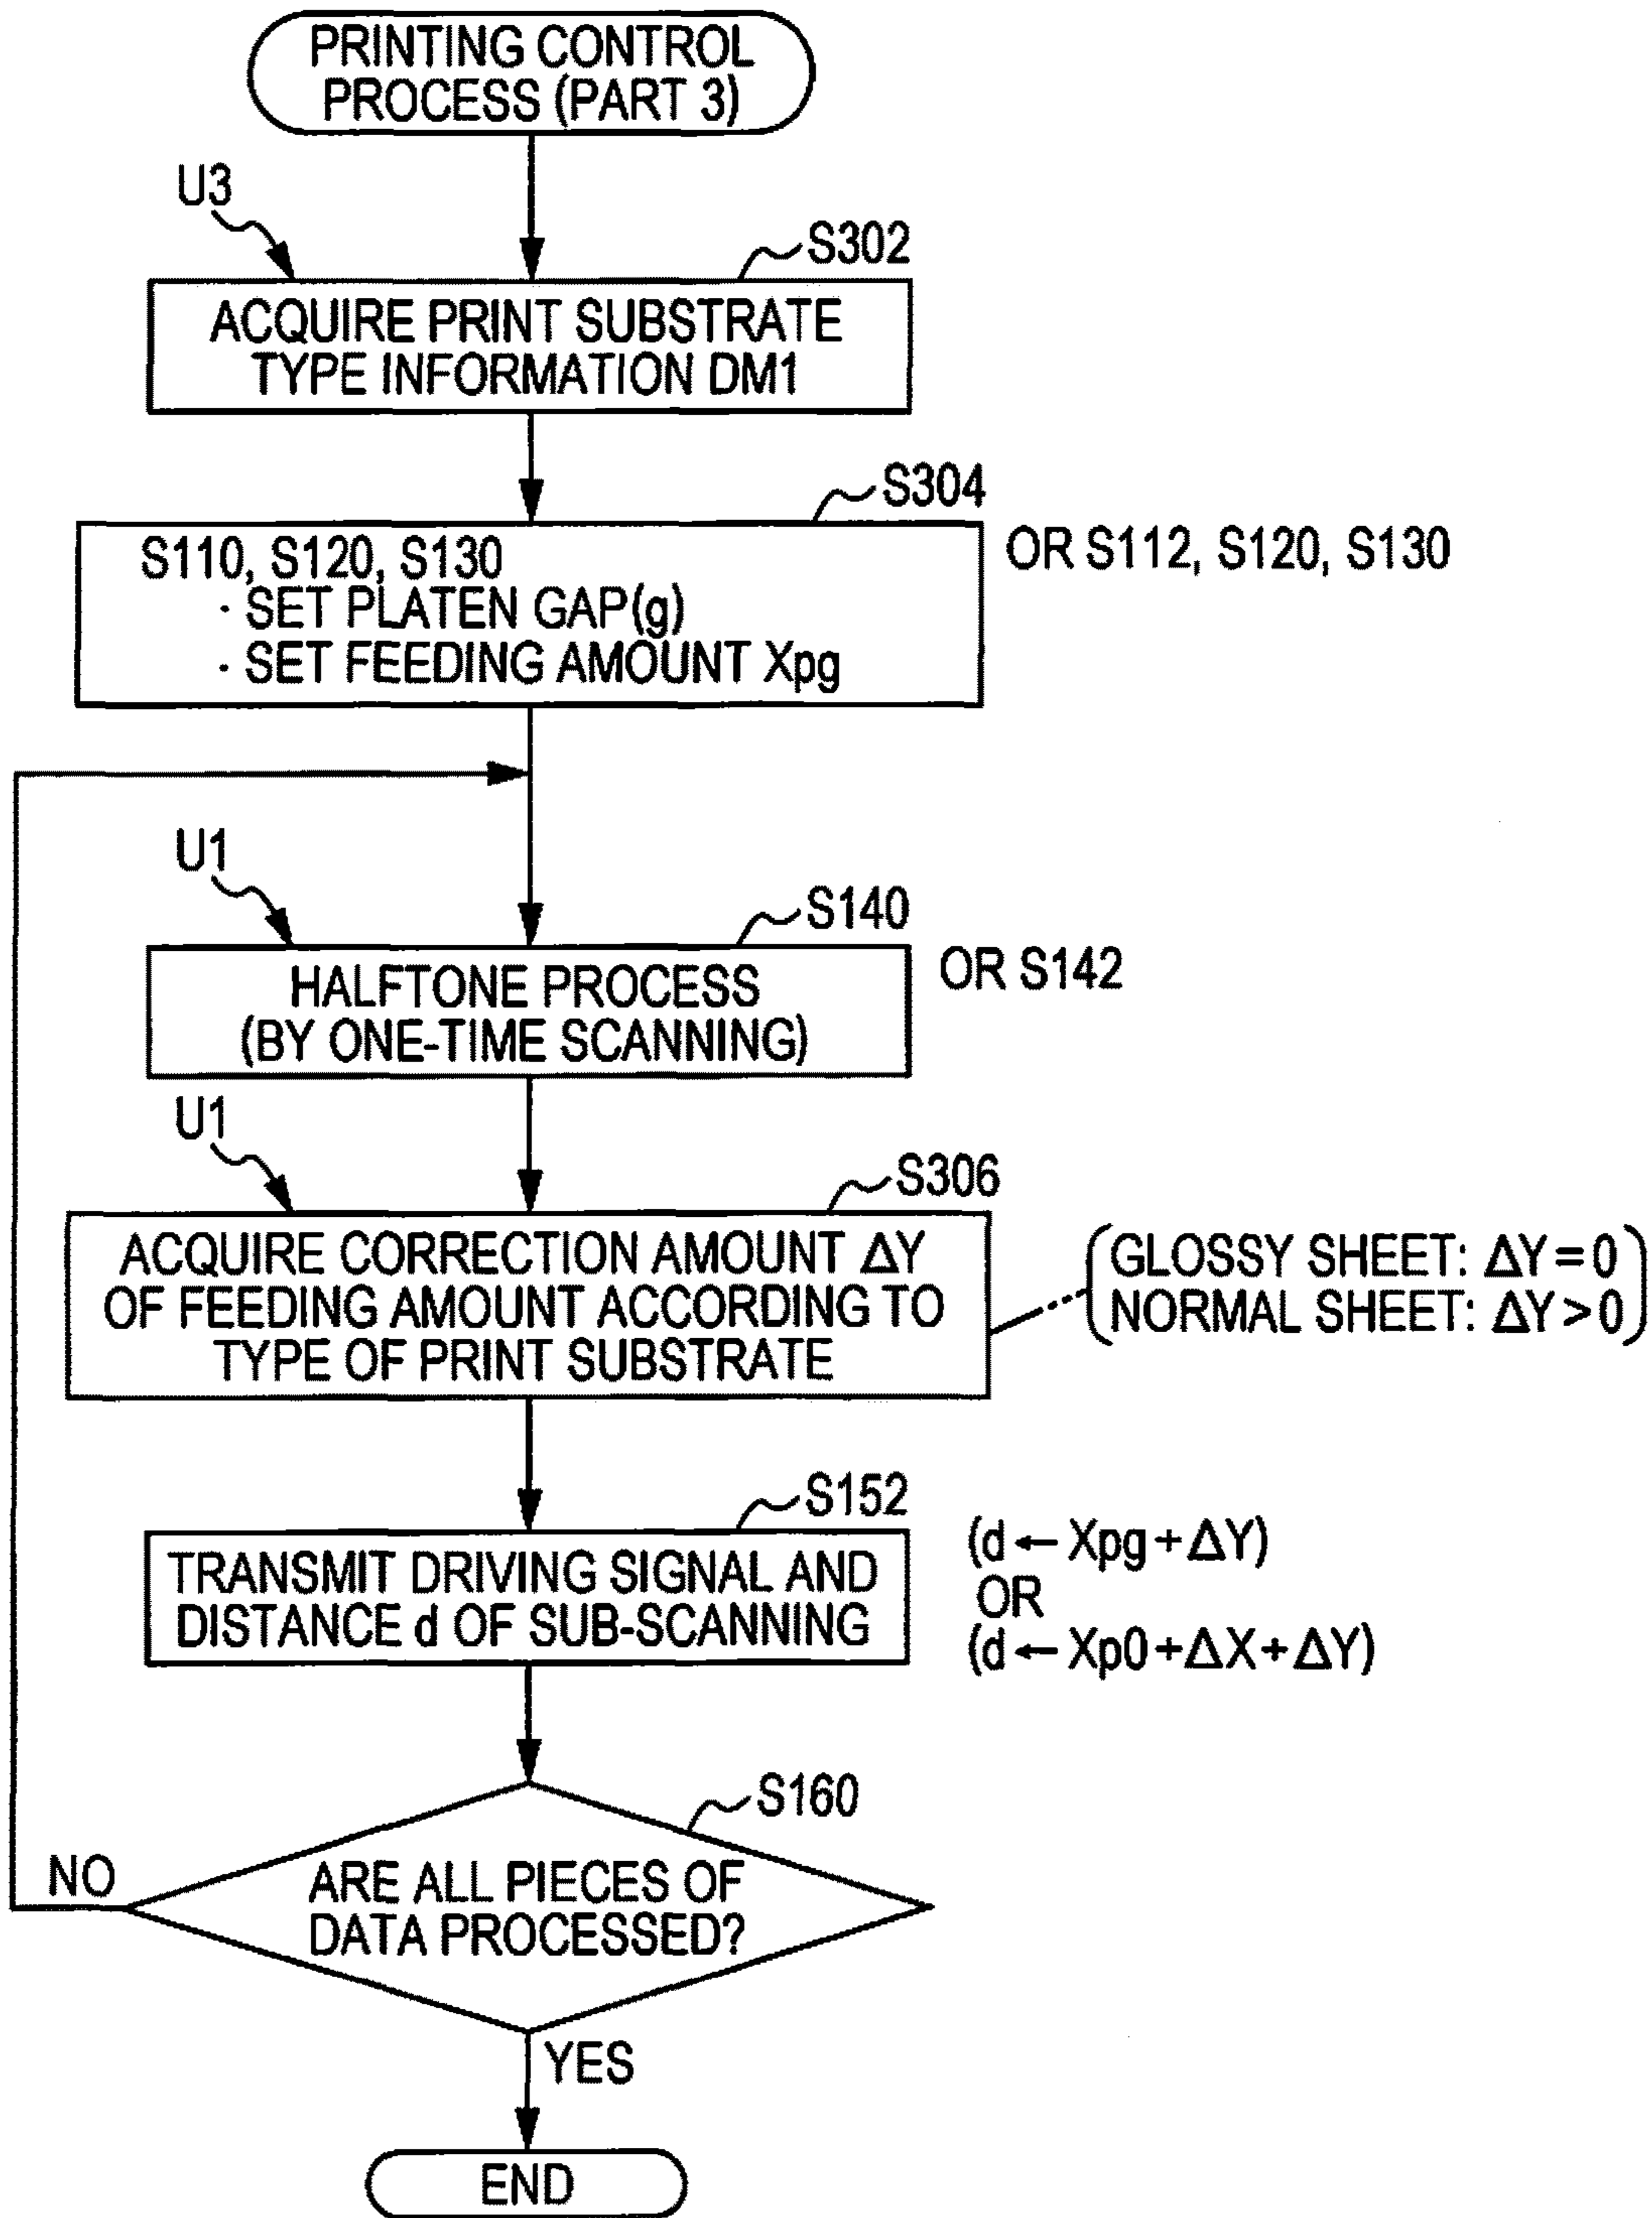 PRINTING CONTROL
PROCESS (PART 3)
U3
S302
ACQUIRE PRINT SUBSTRATE
TYPE INFORMATION DM1
S304
S110, S120, S130
· SET PLATEN GAP(g)
· SET FEEDING AMOUNT Xpg
OR S112, S120, S130
U1
S140
HALFTONE PROCESS
(BY ONE-TIME SCANNING)
OR S142
U1
S306
ACQUIRE CORRECTION AMOUNT ΔY
OF FEEDING AMOUNT ACCORDING TO
TYPE OF PRINT SUBSTRATE
(GLOSSY SHEET: ΔY=0
NORMAL SHEET: ΔY>0)
S152
TRANSMIT DRIVING SIGNAL AND
DISTANCE d OF SUB-SCANNING
(d ← Xpg+ΔY)
OR
(d ← Xp0+ΔX+ΔY)
S160
ARE ALL PIECES OF
DATA PROCESSED?
NO
YES
END